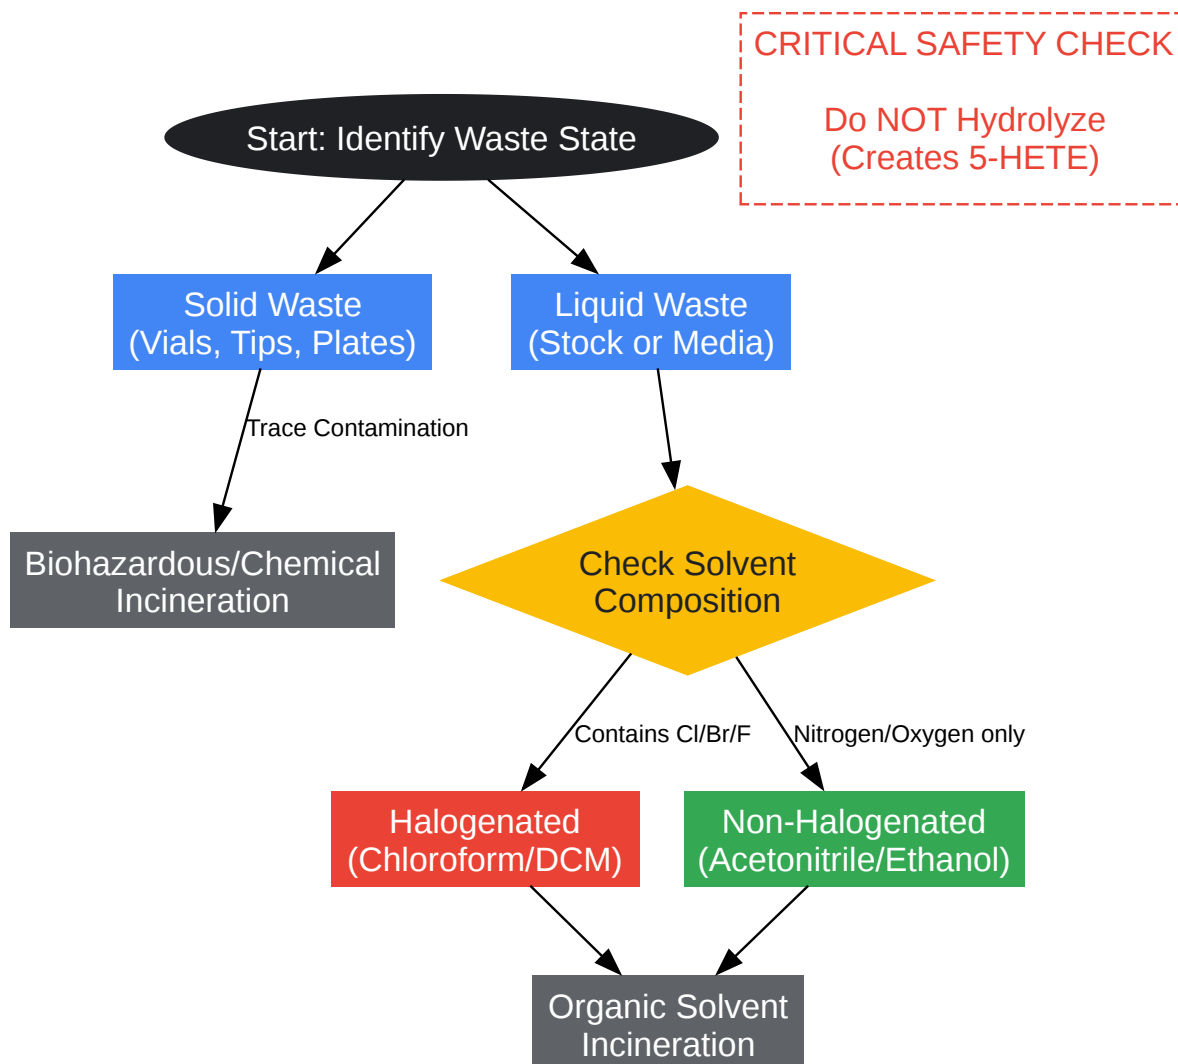 CRITICAL SAFETY CHECK
Do NOT Hydrolyze
(Creates 5-HETE)
Start: Identify Waste State
Solid Waste
(Vials, Tips, Plates)
Liquid Waste
(Stock or Media)
Trace Contamination
Biohazardous/Chemical
Incineration
Check Solvent
Composition
Contains Cl/Br/F
Nitrogen/Oxygen only
Halogenated
(Chloroform/DCM)
Non-Halogenated
(Acetonitrile/Ethanol)
Organic Solvent
Incineration